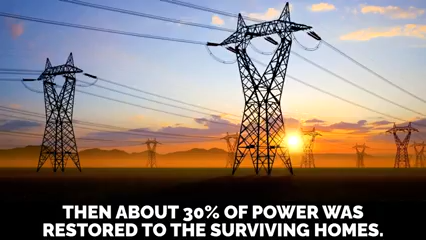 THEN ABOUT 30% OF POWER WAS
RESTORED TO THE SURVIVING HOMES.